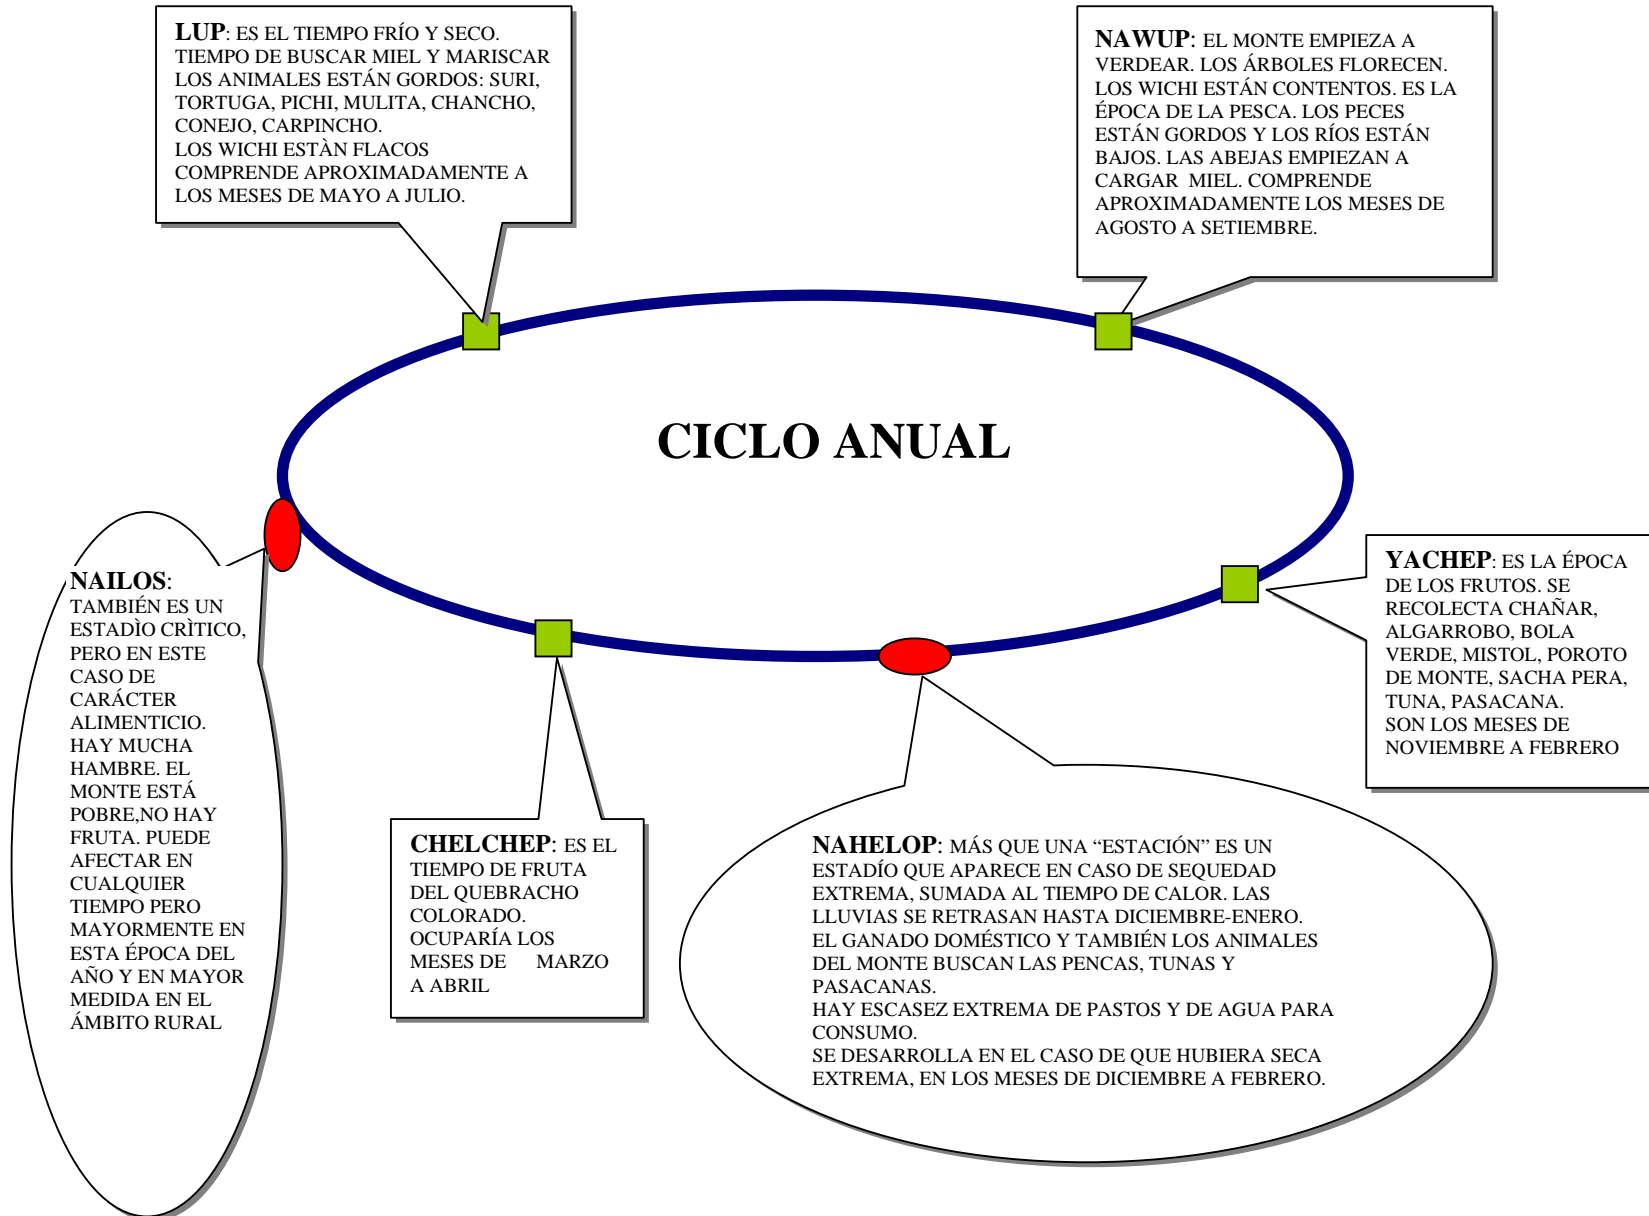 LUP: ES EL TIEMPO FRÍO Y SECO.
TIEMPO DE BUSCAR MIEL Y MARISCAR
LOS ANIMALES ESTÁN GORDOS: SURI,
TORTUGA, PICHI, MULITA, CHANCHO,
CONEJO, CARPINCHO.
LOS WICHI ESTÀN FLACOS
COMPRENDE APROXIMADAMENTE A
LOS MESES DE MAYO A JULIO.
NAWUP: EL MONTE EMPIEZA A
VERDEAR. LOS ÁRBOLES FLORECEN.
LOS WICHI ESTÁN CONTENTOS. ES LA
ÉPOCA DE LA PESCA. LOS PECES
ESTÁN GORDOS Y LOS RÍOS ESTÁN
BAJOS. LAS ABEJAS EMPIEZAN A
CARGAR MIEL. COMPRENDE
APROXIMADAMENTE LOS MESES DE
AGOSTO A SETIEMBRE.
CICLO ANUAL
YACHEP: ES LA ÉPOCA
DE LOS FRUTOS. SE
RECOLECTA CHAÑAR,
ALGARROBO, BOLA
VERDE, MISTOL, POROTO
DE MONTE, SACHA PERA,
TUNA, PASACANA.
SON LOS MESES DE
NOVIEMBRE A FEBRERO
NAILOS:
TAMBIÉN ES UN
ESTADÌO CRÌTICO,
PERO EN ESTE
CASO DE
CARÁCTER
ALIMENTICIO.
HAY MUCHA
HAMBRE. EL
MONTE ESTÁ
POBRE,NO HAY
FRUTA. PUEDE
AFECTAR EN
CUALQUIER
TIEMPO PERO
MAYORMENTE EN
ESTA ÉPOCA DEL
AÑO Y EN MAYOR
MEDIDA EN EL
ÁMBITO RURAL
CHELCHEP: ES EL
TIEMPO DE FRUTA
DEL QUEBRACHO
COLORADO.
OCUPARÍA LOS
MESES DE MARZO
A ABRIL
NAHELOP: MÁS QUE UNA “ESTACIÓN” ES UN
ESTADÍO QUE APARECE EN CASO DE SEQUEDAD
EXTREMA, SUMADA AL TIEMPO DE CALOR. LAS
LLUVIAS SE RETRASAN HASTA DICIEMBRE-ENERO.
EL GANADO DOMÉSTICO Y TAMBIÉN LOS ANIMALES
DEL MONTE BUSCAN LAS PENCAS, TUNAS Y
PASACANAS.
HAY ESCASEZ EXTREMA DE PASTOS Y DE AGUA PARA
CONSUMO.
SE DESARROLLA EN EL CASO DE QUE HUBIERA SECA
EXTREMA, EN LOS MESES DE DICIEMBRE A FEBRERO.